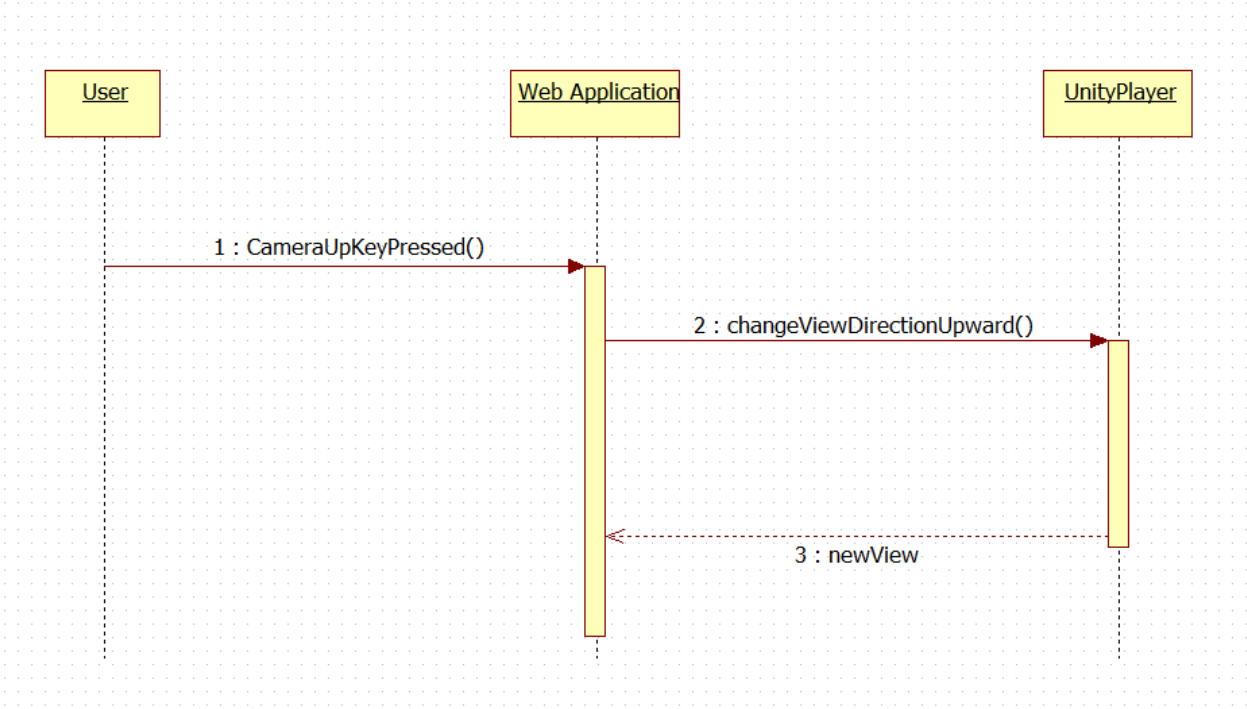 User
Web Application
UnityPlayer
1 : CameraUpKeyPressed()
2 : changeViewDirectionUpward()
3 : newView